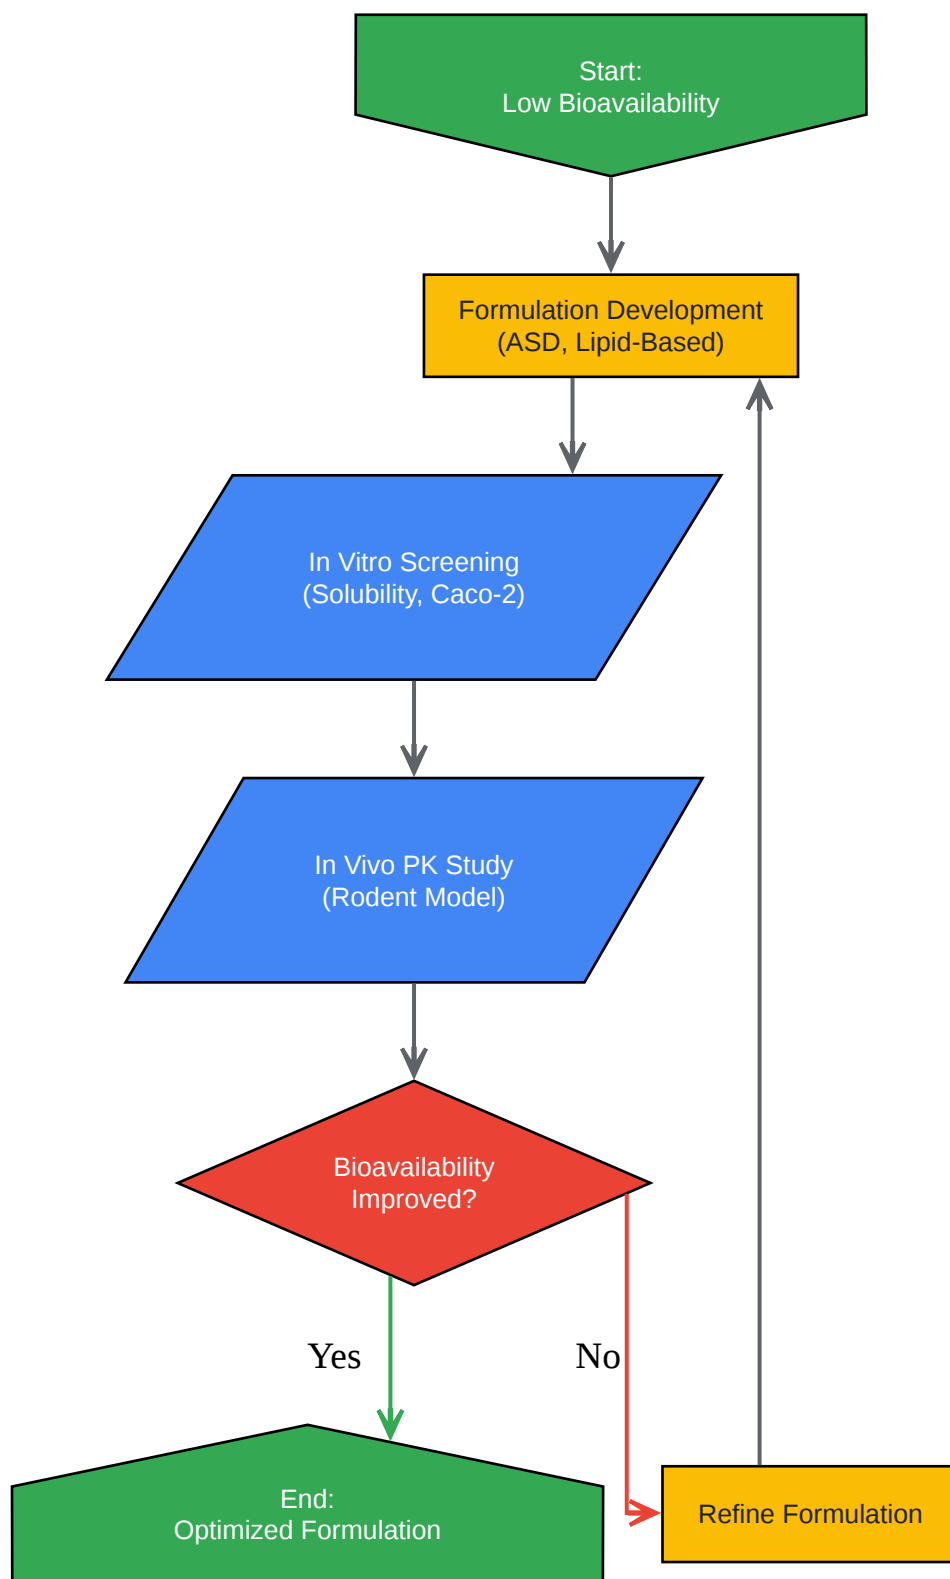 Start:
Low Bioavailability
Formulation Development
(ASD, Lipid-Based)
In Vitro Screening
(Solubility, Caco-2)
In Vivo PK Study
(Rodent Model)
Bioavailability
Improved?
Yes
No
End:
Optimized Formulation
Refine Formulation